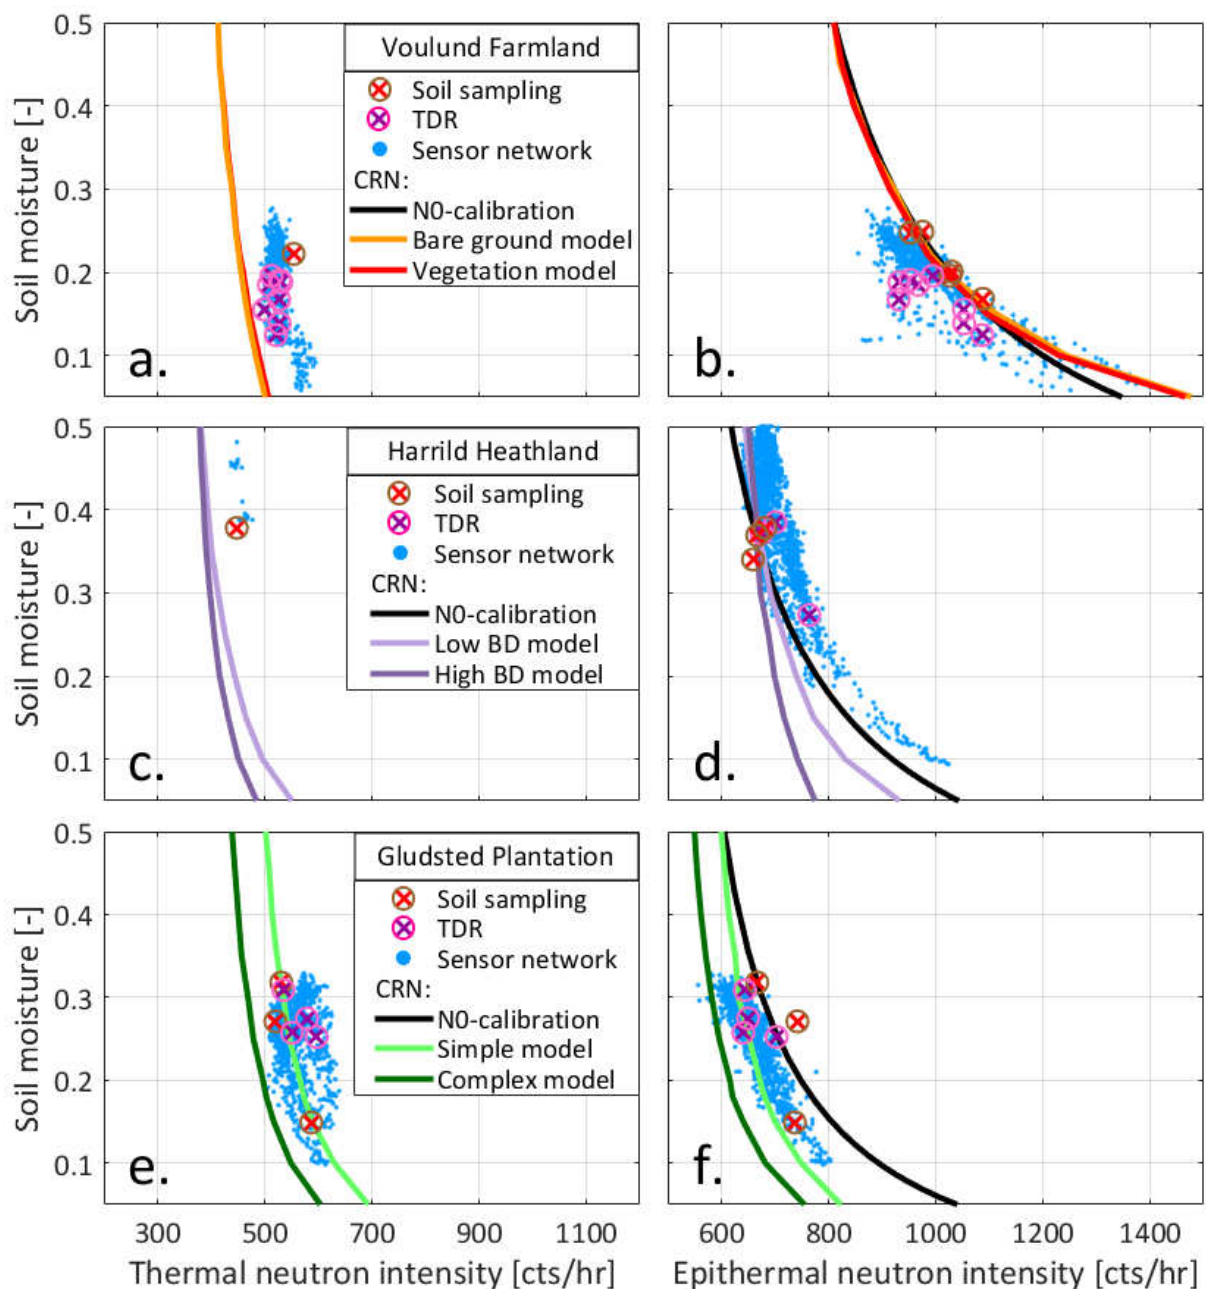 Soil moisture [-]
0.5
0.4
0.3
0.2
0.1
Voulund Farmland
Soil sampling
TDR
Sensor network
CRN:
N0-calibration
Bare ground model
Vegetation model
a.
b.
Soil moisture [-]
0.5
0.4
0.3
0.2
0.1
Harrild Heathland
Soil sampling
TDR
Sensor network
CRN:
N0-calibration
Low BD model
High BD model
c.
d.
Soil moisture [-]
0.5
0.4
0.3
0.2
0.1
Gludsted Plantation
Soil sampling
TDR
Sensor network
CRN:
N0-calibration
Simple model
Complex model
e.
f.
300 500 700 900 1100
600 800 1000 1200 1400
Thermal neutron intensity [cts/hr]
Epithermal neutron intensity [cts/hr]